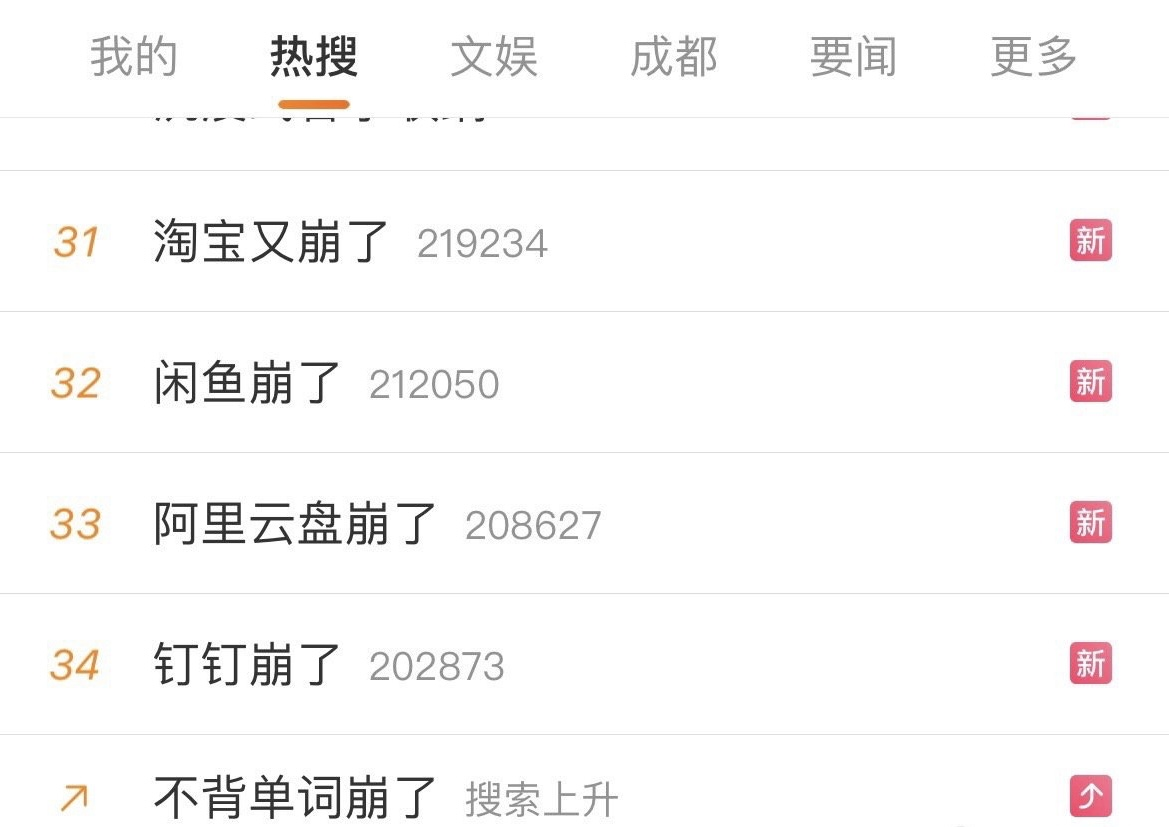 我的 热搜 文娱 成都 要闻 更多
31 淘宝又崩了 219234 新
32 闲鱼崩了 212050 新
33 阿里云盘崩了 208627 新
34 钉钉崩了 202873 新
不背单词崩了 搜索上升